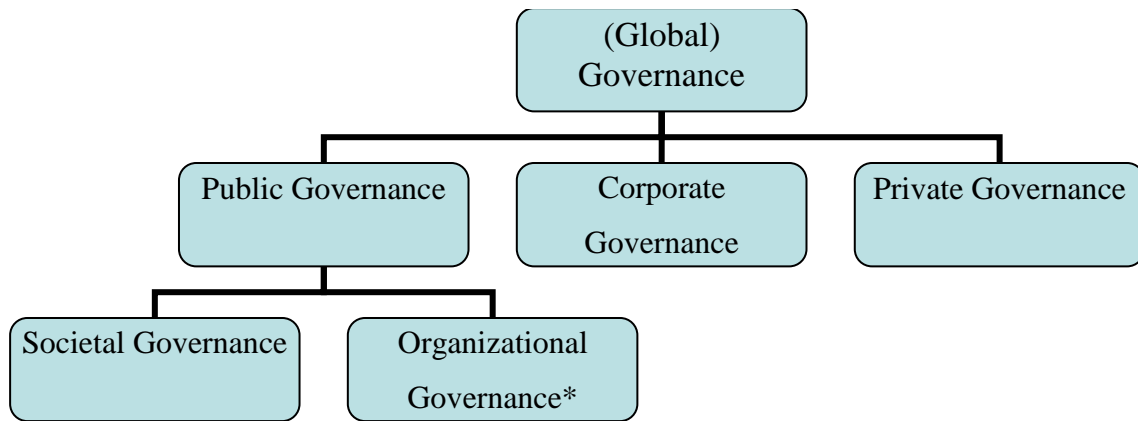 (Global)
Governance
Public Governance
Corporate
Governance
Private Governance
Societal Governance
Organizational
Governance*